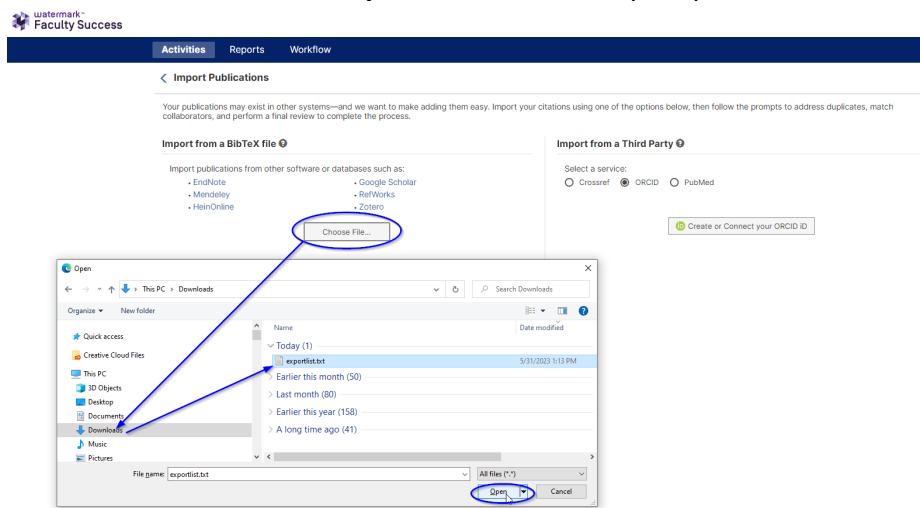 watermark™
Faculty Success
Activities Reports Workflow
Import Publications
Your publications may exist in other systems—and we want to make adding them easy. Import your citations using one of the options below, then follow the prompts to address duplicates, match
collaborators, and perform a final review to complete the process.
Import from a BibTeX file
Import publications from other software or databases such as:
• EndNote
• Mendeley
• HeinOnline
• Google Scholar
• RefWorks
• Zotero
Choose File...
Import from a Third Party
Select a service:
Crossref ORCID PubMed
iD Create or Connect your ORCID iD
Open
This PC > Downloads
Search Downloads
Organize New folder
Quick access
Creative Cloud Files
This PC
3D Objects
Desktop
Documents
Downloads
Music
Pictures
Name Date modified
Today (1)
exportlist.txt 5/31/2023 1:13 PM
Earlier this month (50)
Last month (80)
Earlier this year (158)
A long time ago (41)
File name: exportlist.txt All files (*.*)
Open Cancel